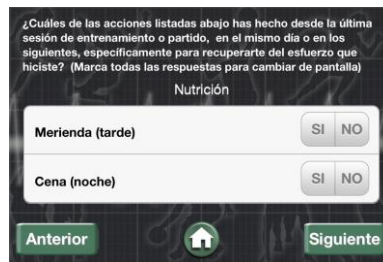 ¿Cuáles de las acciones listadas abajo has hecho desde la última
sesión de entrenamiento o partido, en el mismo día o en los
siguientes, específicamente para recuperarte del esfuerzo que
hiciste? (Marca todas las respuestas para cambiar de pantalla)
Nutrición
Merienda (tarde) SI NO
Cena (noche) SI NO
Anterior Siguiente